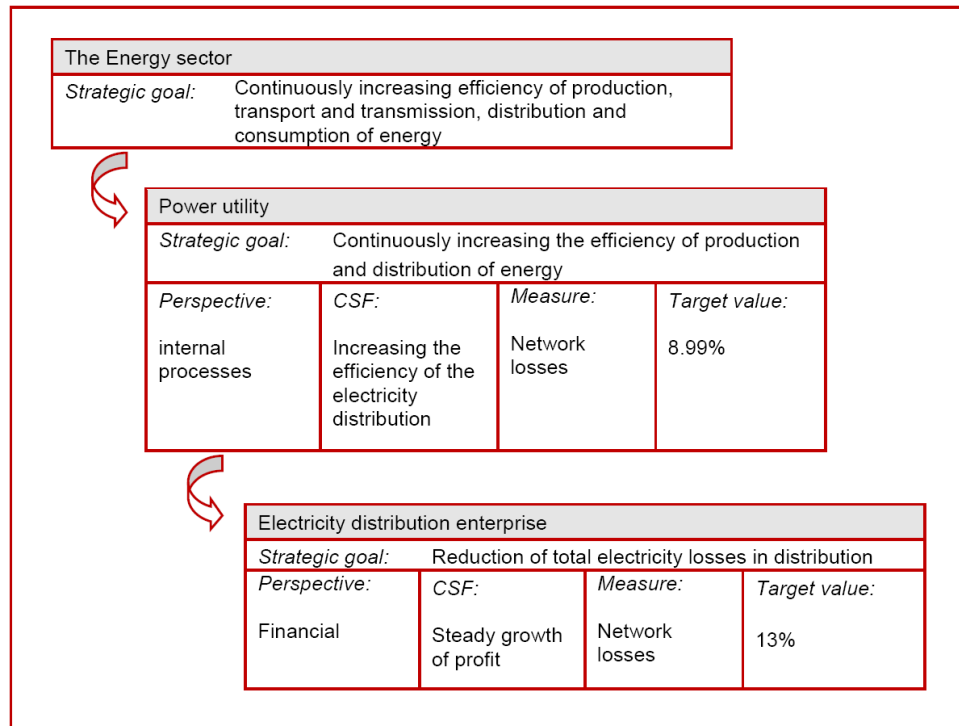 The Energy sector
Strategic goal: Continuously increasing efficiency of production,
transport and transmission, distribution and
consumption of energy
Power utility
Strategic goal: Continuously increasing the efficiency of production
and distribution of energy
Perspective:
internal
processes
CSF:
Increasing the
efficiency of the
electricity
distribution
Measure:
Network
losses
Target value:
8.99%
Electricity distribution enterprise
Strategic goal: Reduction of total electricity losses in distribution
Perspective:
Financial
CSF:
Steady growth
of profit
Measure:
Network
losses
Target value:
13%